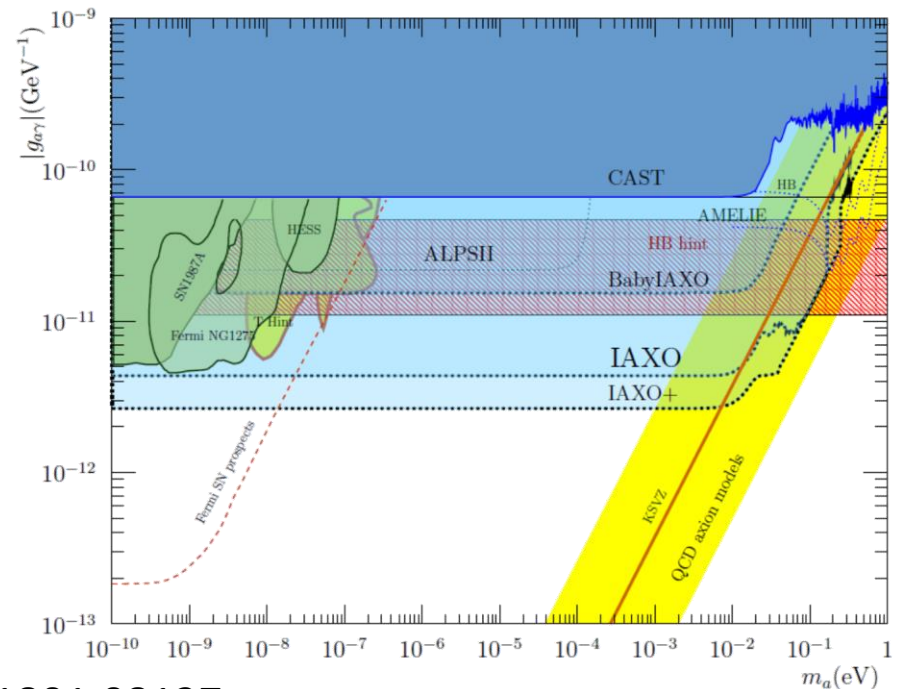 10⁻⁹
|g_aγ|(GeV⁻¹)
10⁻¹⁰
CAST
HB
AMELIE
HESS
HB hint
ALPSII
SN1987A
BabyIAXO
10⁻¹¹
T Hint
Fermi NG1275
IAXO
IAXO+
10⁻¹²
Fermi SN prospects
KSVZ
QCD axion models
10⁻¹³
10⁻¹⁰ 10⁻⁹ 10⁻⁸ 10⁻⁷ 10⁻⁶ 10⁻⁵ 10⁻⁴ 10⁻³ 10⁻² 10⁻¹ 1
m_a(eV)